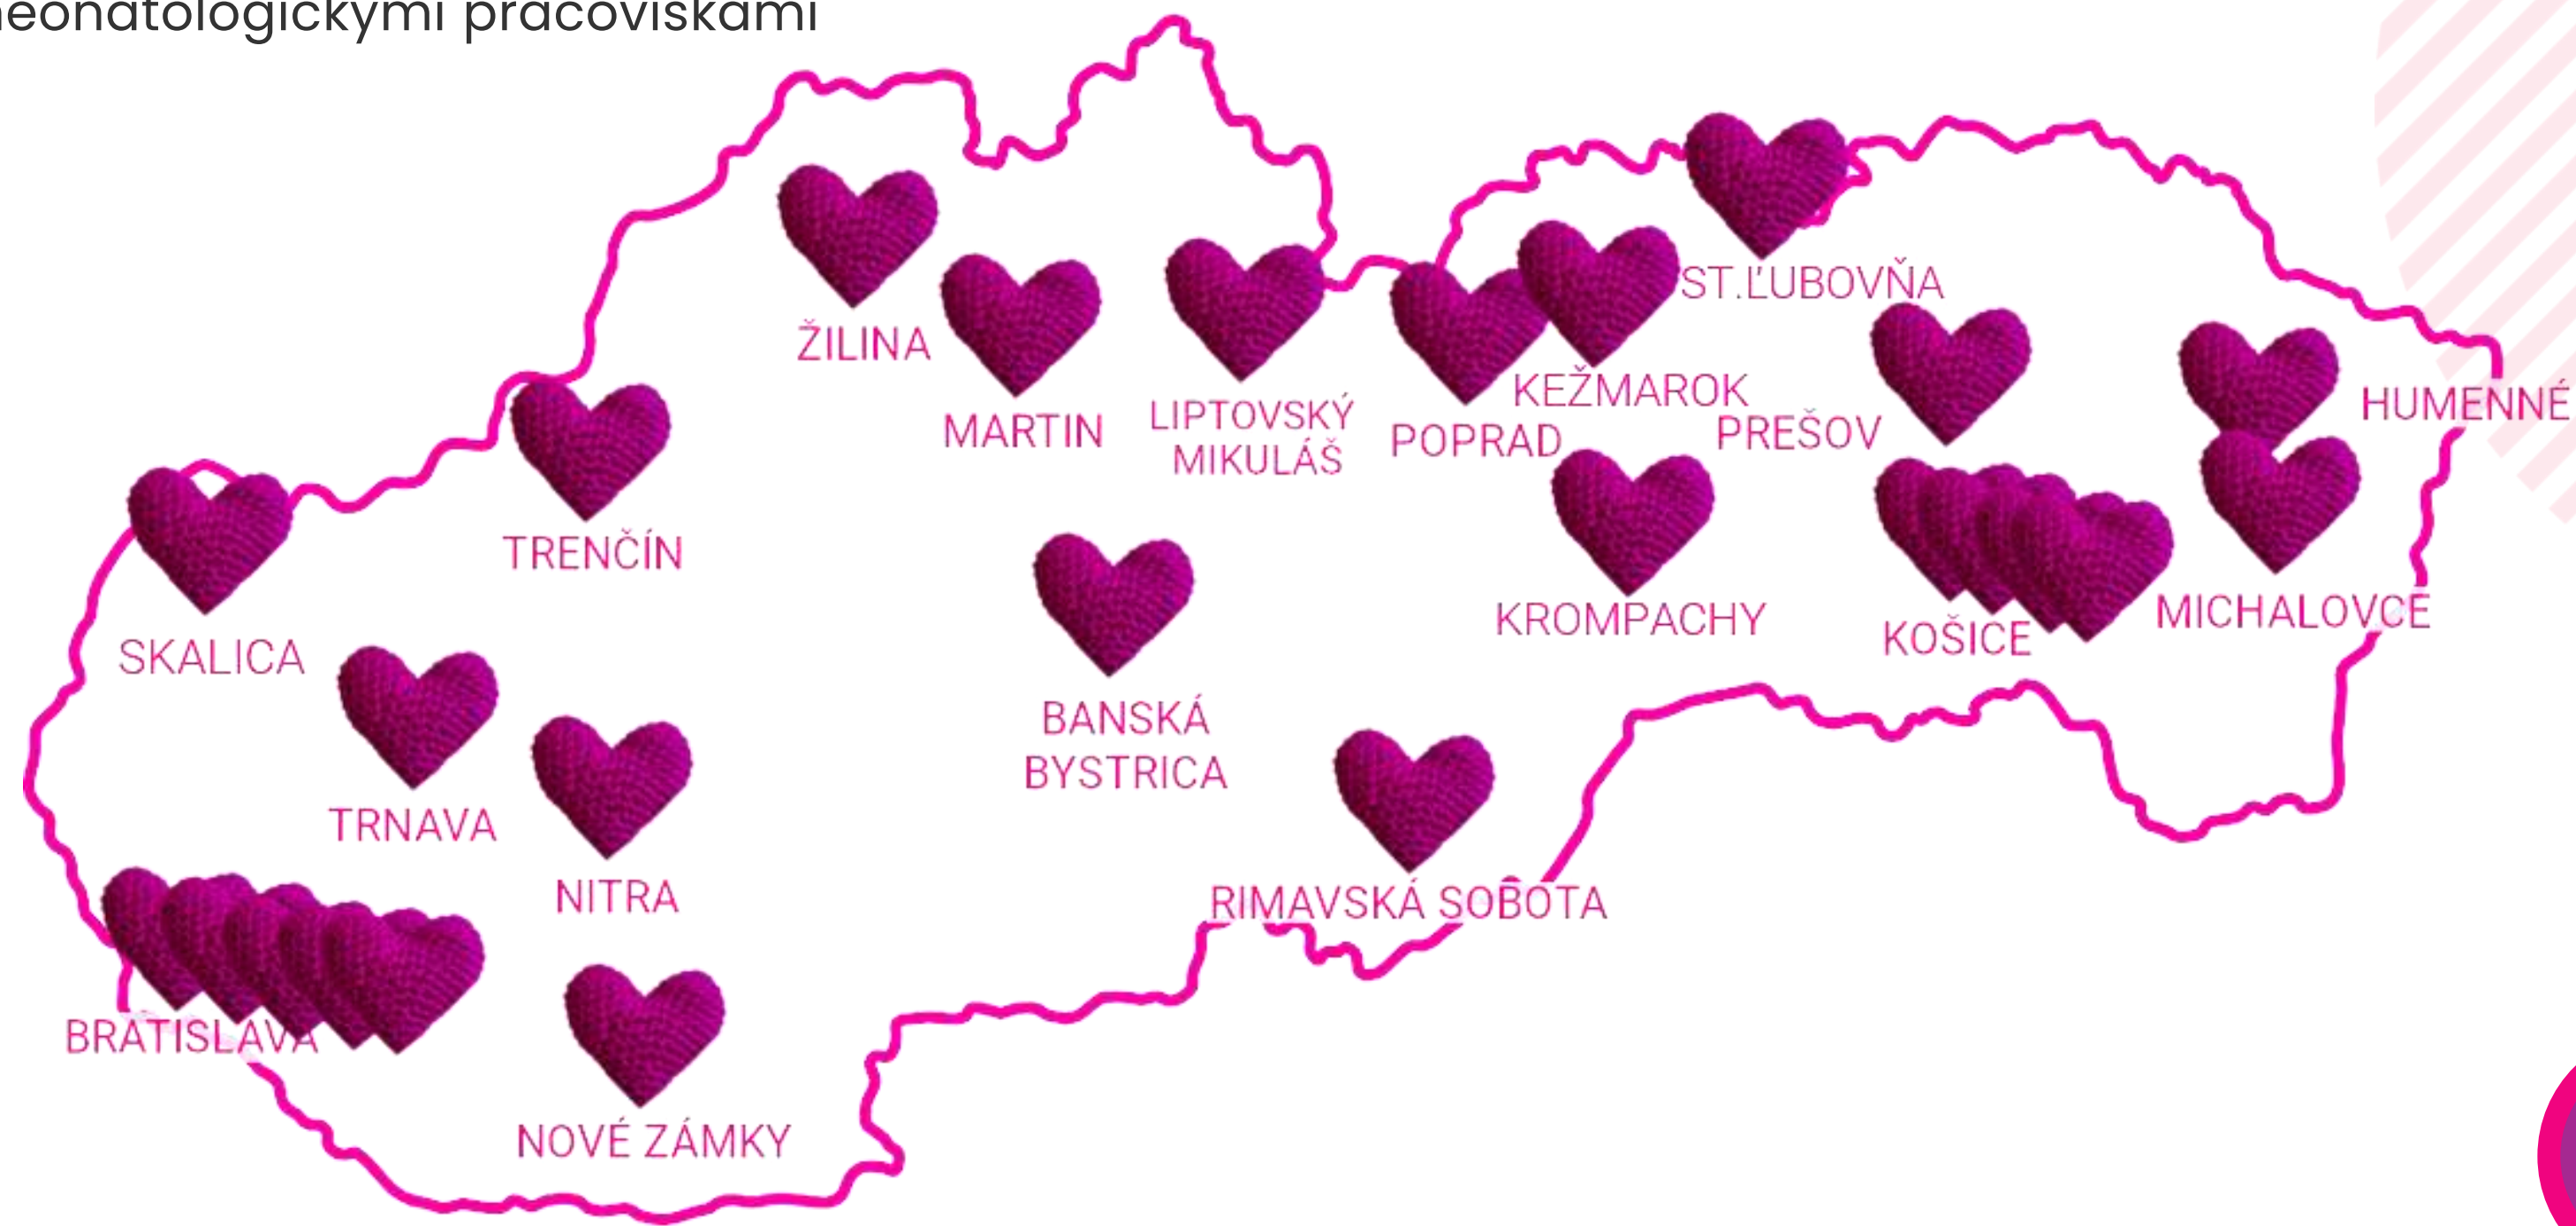 neonatologickými pracoviskami
ST.ĽUBOVŇA
ŽILINA
KEŽMAROK
HUMENNÉ
MARTIN
LIPTOVSKÝ
MIKULÁŠ
POPRAD
PREŠOV
TRENČÍN
KROMPACHY
KOŠICE
MICHALOVCE
SKALICA
BANSKÁ
BYSTRICA
TRNAVA
NITRA
RIMAVSKÁ SOBOTA
BRATISLAVA
NOVÉ ZÁMKY